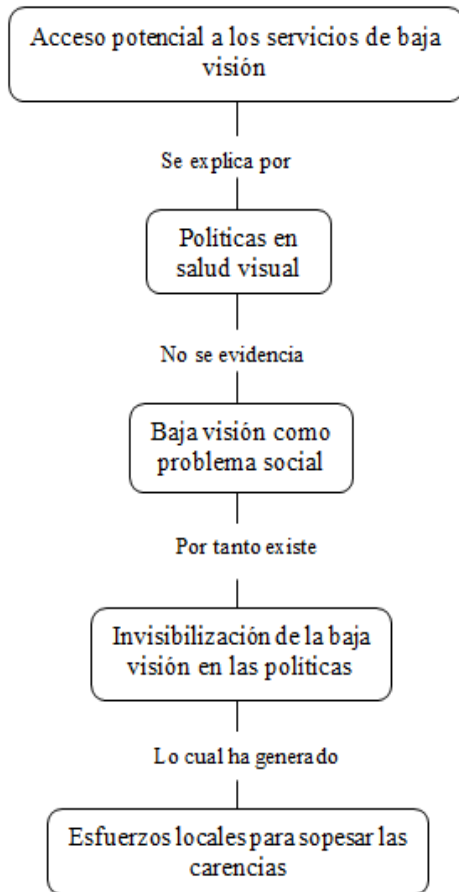 Acceso potencial a los servicios de baja
visión
Se explica por
Políticas en
salud visual
No se evidencia
Baja visión como
problema social
Por tanto existe
Invisibilización de la baja
visión en las políticas
Lo cual ha generado
Esfuerzos locales para sopesar las
carencias